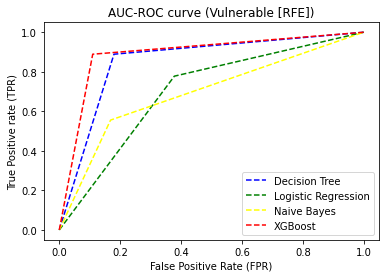 AUC-ROC curve (Vulnerable [RFE])
True Positive rate (TPR)
1.0
0.8
0.6
0.4
0.2
0.0
0.0 0.2 0.4 0.6 0.8 1.0
False Positive Rate (FPR)
Decision Tree
Logistic Regression
Naive Bayes
XGBoost